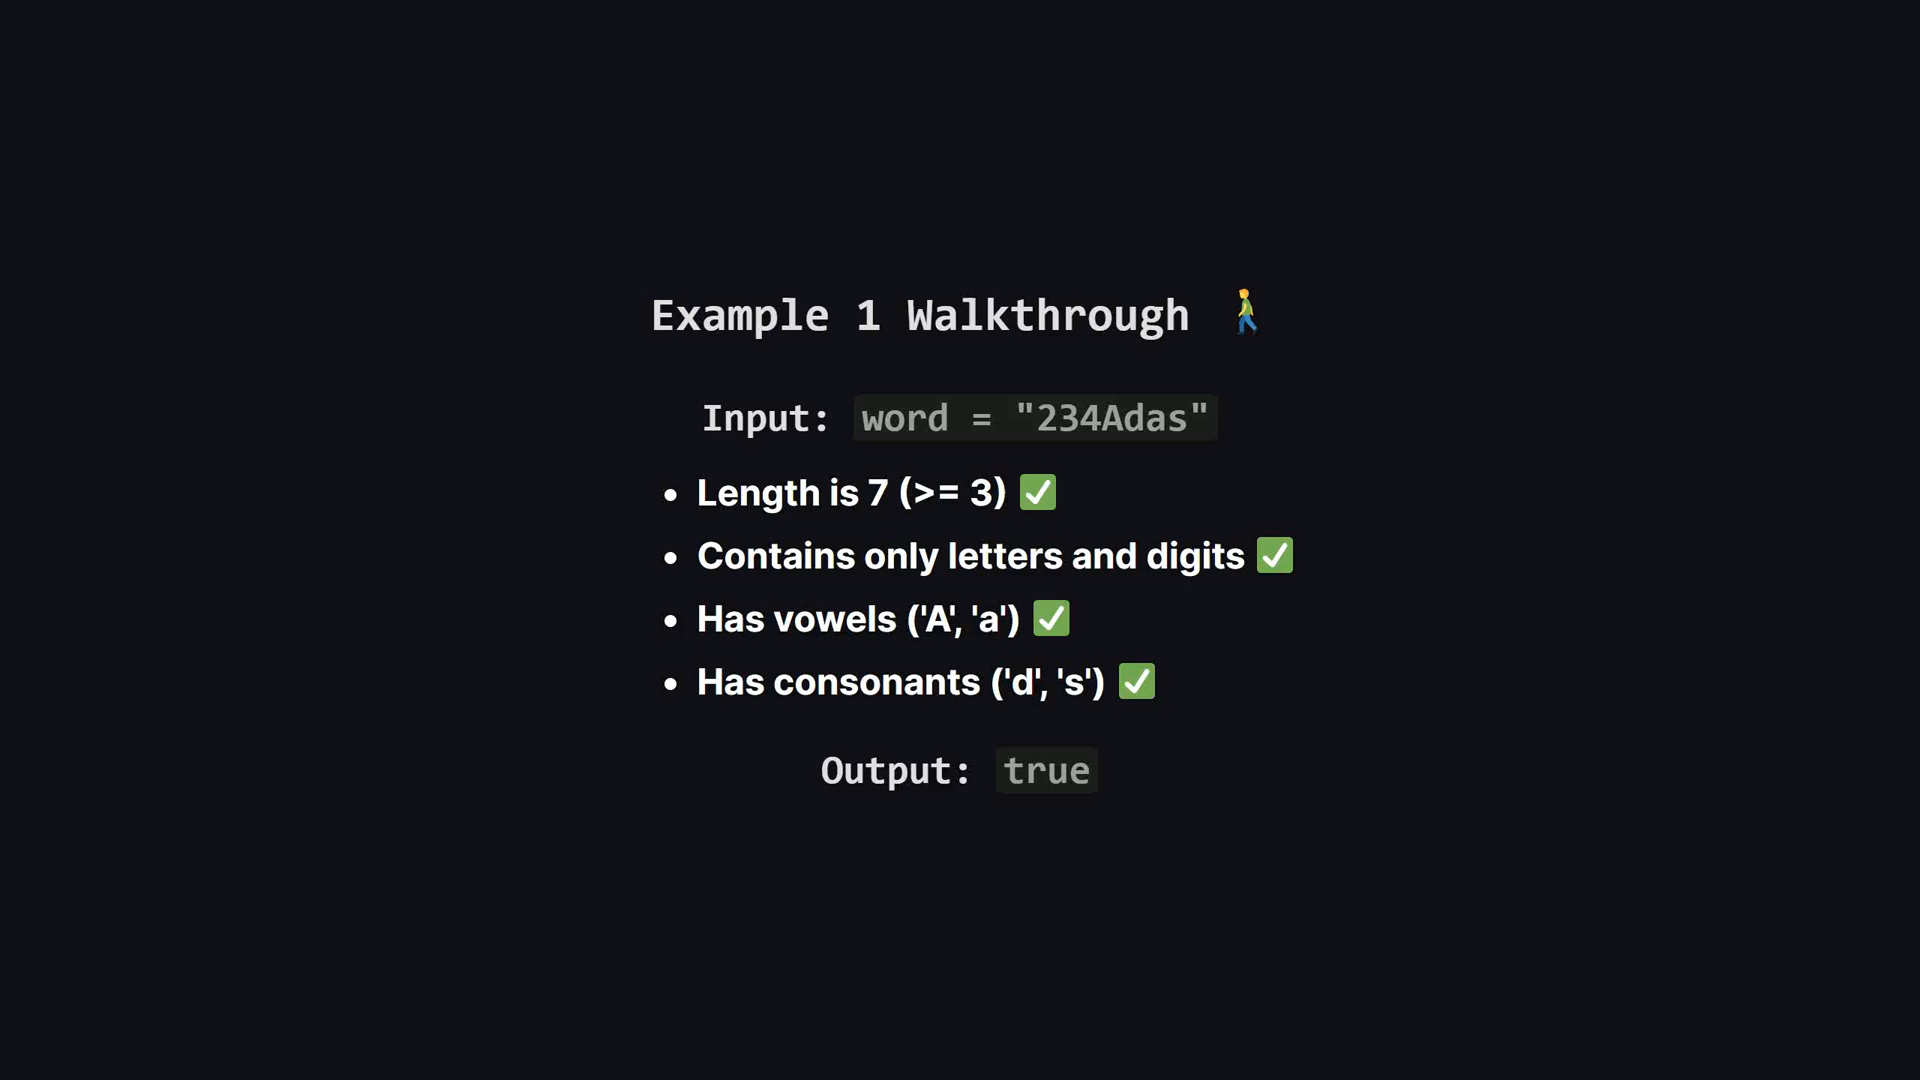 Example 1 Walkthrough 🚶
Input: word = "234Adas"
• Length is 7 (>= 3) ✅
• Contains only letters and digits ✅
• Has vowels ('A', 'a') ✅
• Has consonants ('d', 's') ✅
Output: true